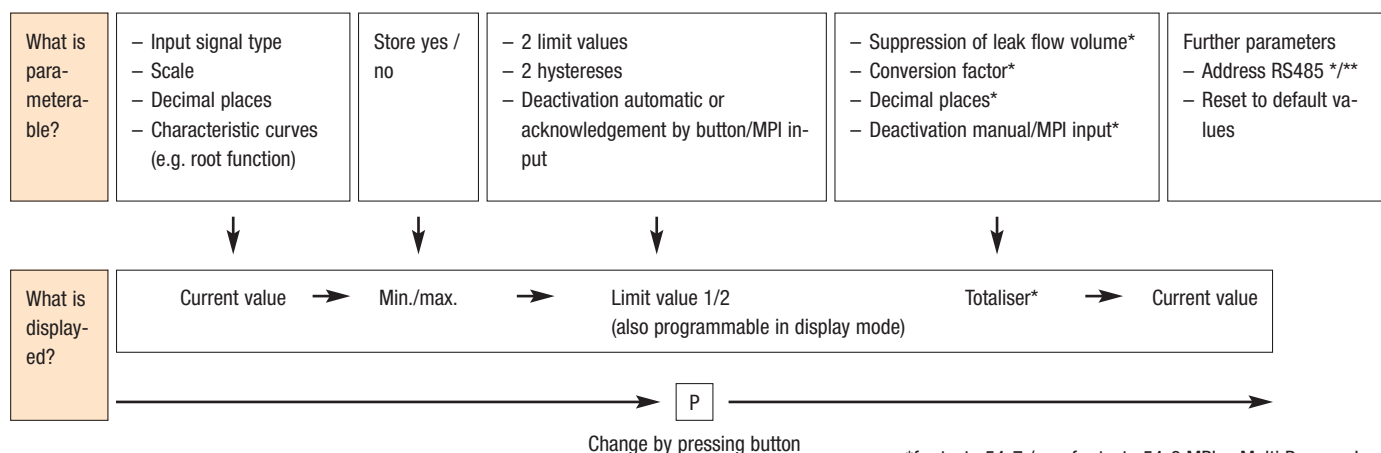 What is
para-
metera-
ble?
– Input signal type
– Scale
– Decimal places
– Characteristic curves
(e.g. root function)
Store yes /
no
– 2 limit values
– 2 hystereses
– Deactivation automatic or
acknowledgement by button/MPI in-
put
– Suppression of leak flow volume*
– Conversion factor*
– Decimal places*
– Deactivation manual/MPI input*
Further parameters
– Address RS485 */**
– Reset to default va-
lues
What is
display-
ed?
Current value
Min./max.
Limit value 1/2
(also programmable in display mode)
Totaliser*
Current value
P
Change by pressing button